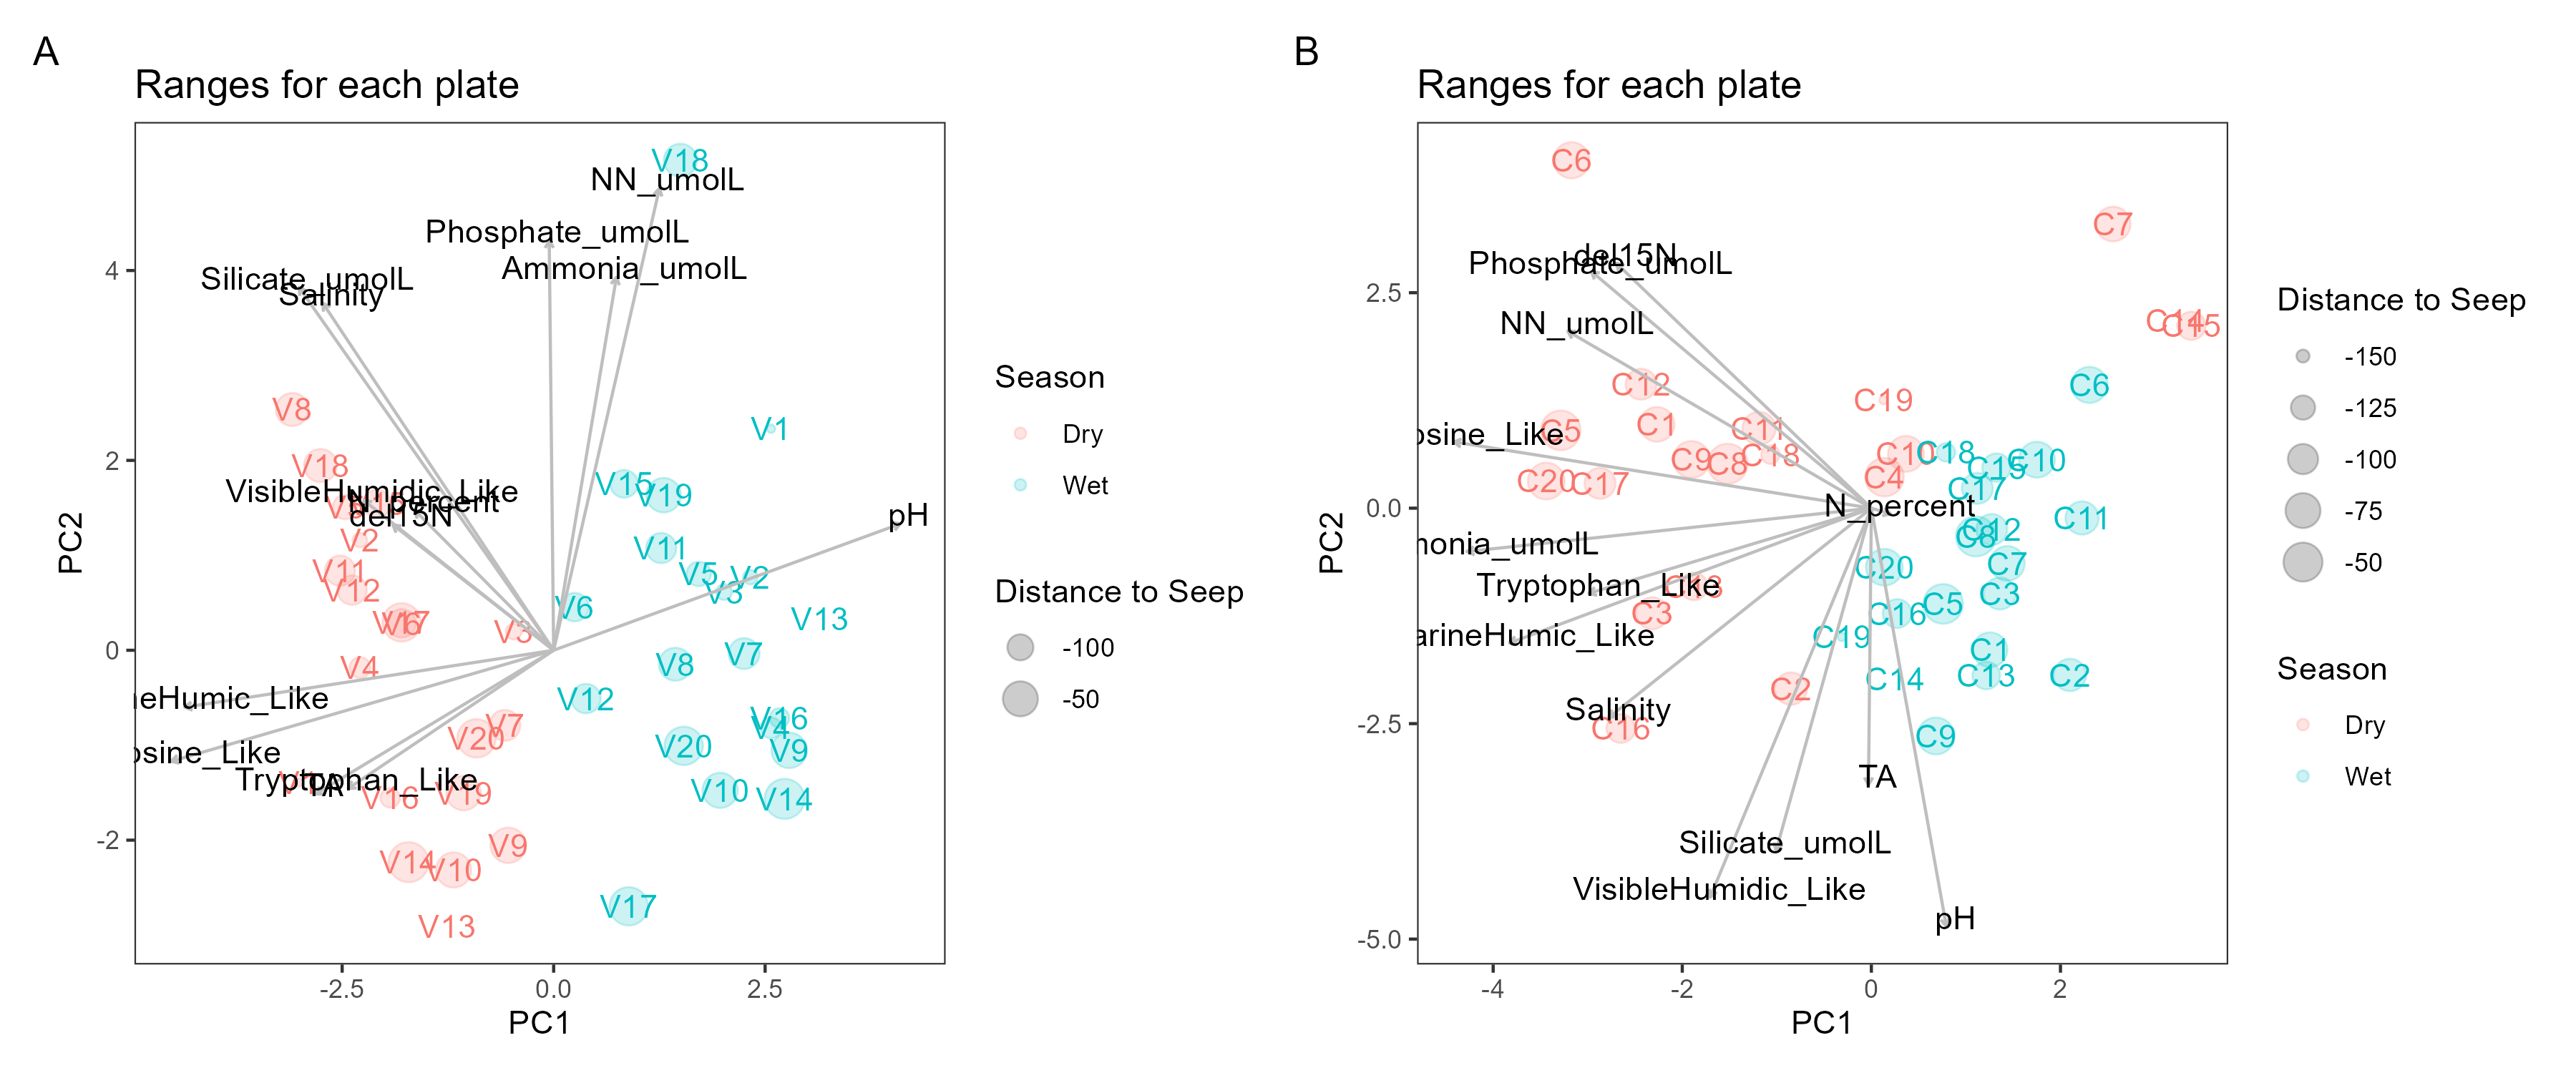 A
Ranges for each plate
V18
NN_umolL
Phosphate_umolL
Ammonia_umolL
Silicate_umolL
Salinity
V8
V1
V18
V15
V19
VisibleHumidic_Like
N_percent
del15N
pH
V2
V11
V11
V12
V5
V2
V3
V6
V17
V6
V3
V13
V4
V8
V7
neHumic_Like
V12
V7
V20
V16
V4
V20
V9
osine_Like
Tryptophan_Like
TA
V16
V19
V10
V14
V9
V14
V10
V17
V13
4
2
0
-2
-2.5
0.0
2.5
PC1
PC2
Season
Dry
Wet
Distance to Seep
-100
-50
B
Ranges for each plate
C6
C7
del15N
Phosphate_umolL
NN_umolL
C14
C15
C12
C6
C19
C5
C1
C11
osine_Like
C9
C8
C18
C10
C18
C15
C10
C20
C17
C4
C17
N_percent
C11
C12
C8
monia_umolL
C20
C7
Tryptophan_Like
C3
C3
C5
C16
arineHumic_Like
C19
C1
C14
C13
C2
C2
Salinity
C16
C9
TA
Silicate_umolL
VisibleHumidic_Like
pH
2.5
0.0
-2.5
-5.0
-4
-2
0
2
PC1
PC2
Distance to Seep
-150
-125
-100
-75
-50
Season
Dry
Wet